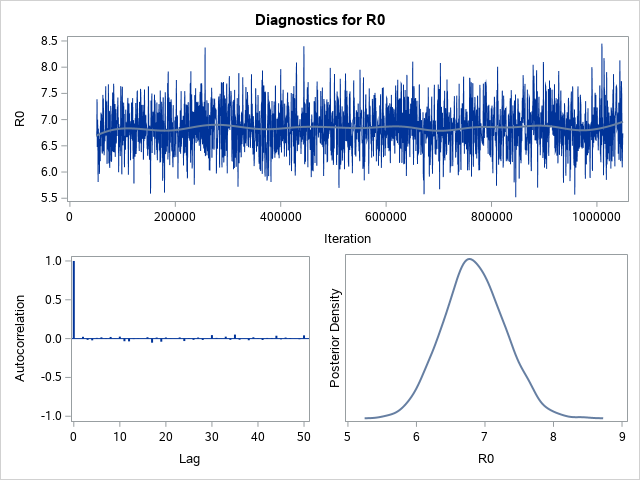 Diagnostics for R0
8.5
8.0
7.5
7.0
6.5
6.0
5.5
R0
0 200000 400000 600000 800000 1000000
Iteration
1.0
0.5
0.0
-0.5
-1.0
Autocorrelation
0 10 20 30 40 50
Lag
Posterior Density
5 6 7 8 9
R0